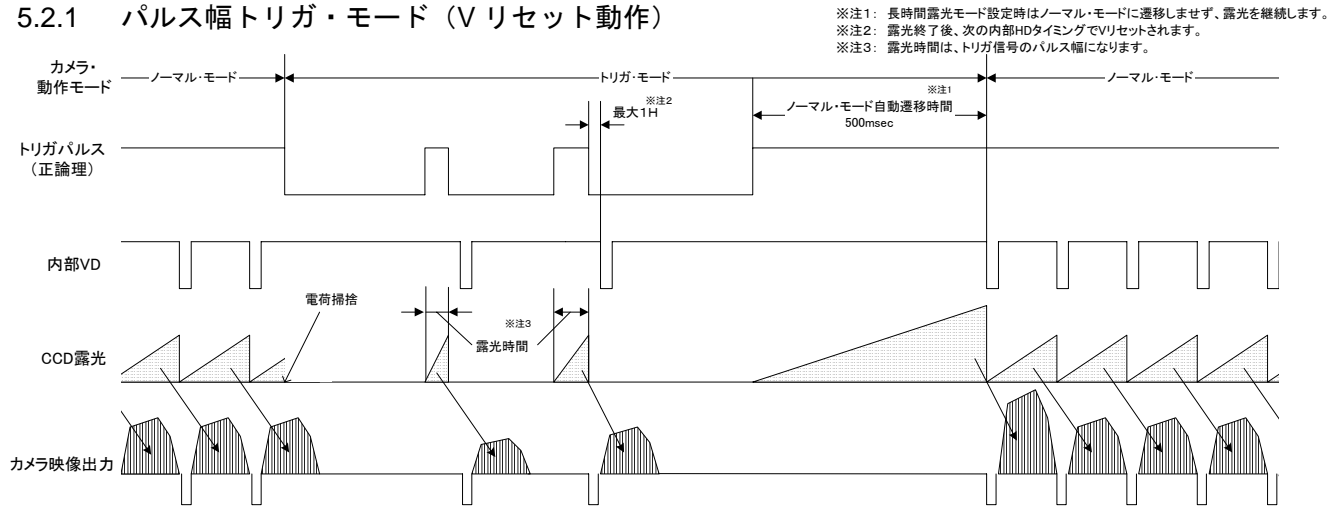 5.2.1 パルス幅トリガ・モード（V リセット動作）
※注1： 長時間露光モード設定時はノーマル・モードに遷移しませず、露光を継続します。
※注2： 露光終了後、次の内部HDタイミングでVリセットされます。
※注3： 露光時間は、トリガ信号のパルス幅になります。
カメラ・
動作モード
ノーマル・モード
トリガ・モード
ノーマル・モード
※注1
ノーマル・モード自動遷移時間
500msec
※注2
最大1H
トリガパルス
（正論理）
内部VD
電荷掃捨
※注3
露光時間
CCD露光
カメラ映像出力